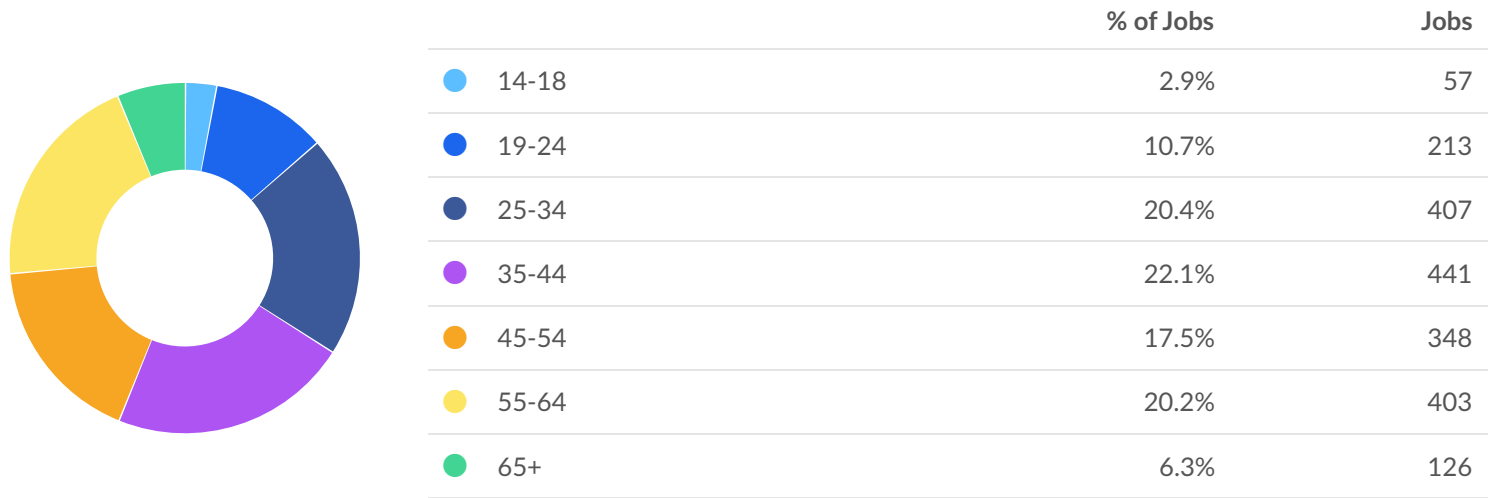 % of Jobs Jobs
14-18 2.9% 57
19-24 10.7% 213
25-34 20.4% 407
35-44 22.1% 441
45-54 17.5% 348
55-64 20.2% 403
65+ 6.3% 126